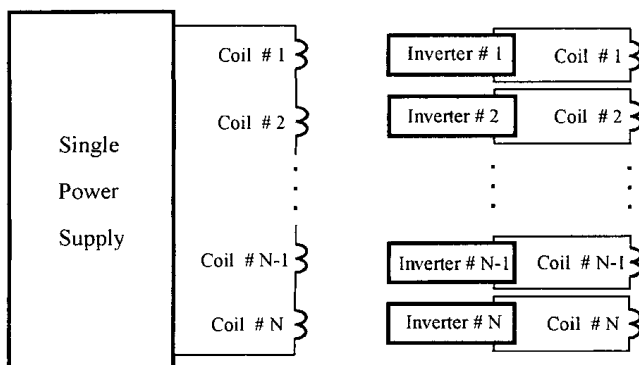 Single
Power
Supply
Coil # 1
Coil # 2
Coil # N-1
Coil # N
Inverter # 1
Coil # 1
Inverter # 2
Coil # 2
Inverter # N-1
Coil # N-1
Inverter # N
Coil # N